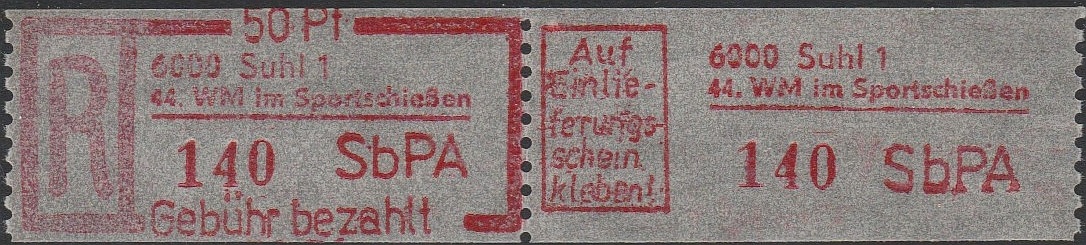 50 Pf
R
6000 Suhl 1
44. WM im Sportschießen
140 SbPA
Gebühr bezahlt
Auf
Einlie-
ferungs-
schein
kleben!
6000 Suhl 1
44. WM im Sportschießen
140 SbPA